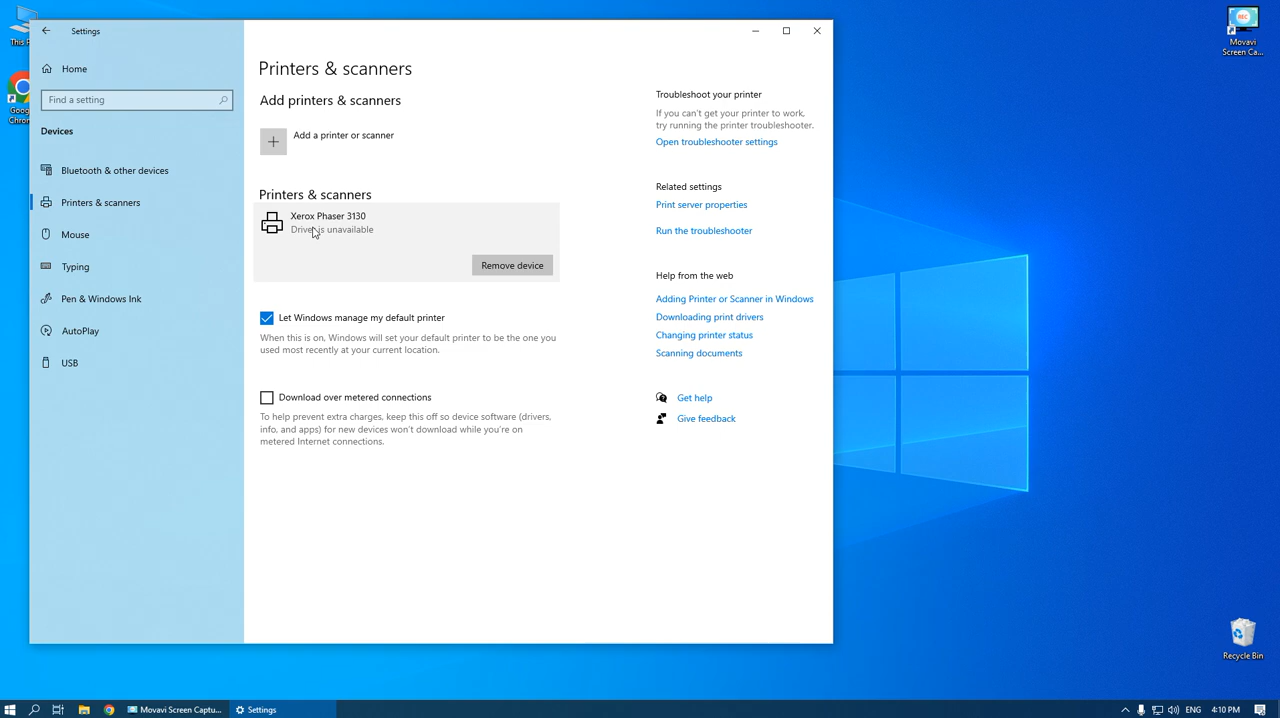 This P
Goog
Chro
Settings
Home
Find a setting
Devices
Bluetooth & other devices
Printers & scanners
Mouse
Typing
Pen & Windows Ink
AutoPlay
USB
Printers & scanners
Add printers & scanners
Add a printer or scanner
Printers & scanners
Xerox Phaser 3130
Driver is unavailable
Remove device
Let Windows manage my default printer
When this is on, Windows will set your default printer to be the one you
used most recently at your current location.
Download over metered connections
To help prevent extra charges, keep this off so device software (drivers,
info, and apps) for new devices won't download while you're on
metered Internet connections.
Troubleshoot your printer
If you can't get your printer to work,
try running the printer troubleshooter.
Open troubleshooter settings
Related settings
Print server properties
Run the troubleshooter
Help from the web
Adding Printer or Scanner in Windows
Downloading print drivers
Changing printer status
Scanning documents
Get help
Give feedback
REC
Movavi
Screen Ca...
Recycle Bin
Movavi Screen Captu...
Settings
ENG
4:10 PM